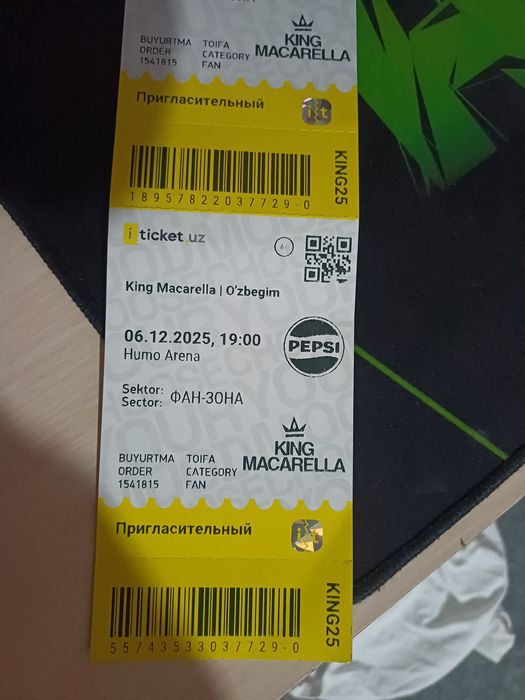 BUYURTMA TOIFA
ORDER CATEGORY
1541815 FAN
KING
MACARELLA
Пригласительный
it
KING25
18957822037729-0
iticket.uz
6+
King Macarella | O'zbegim
06.12.2025, 19:00
Humo Arena
PEPSI
Sektor:
Sector: ФАН-ЗОНА
BUYURTMA TOIFA
ORDER CATEGORY
1541815 FAN
KING
MACARELLA
Пригласительный
KING25
55743533037729-0